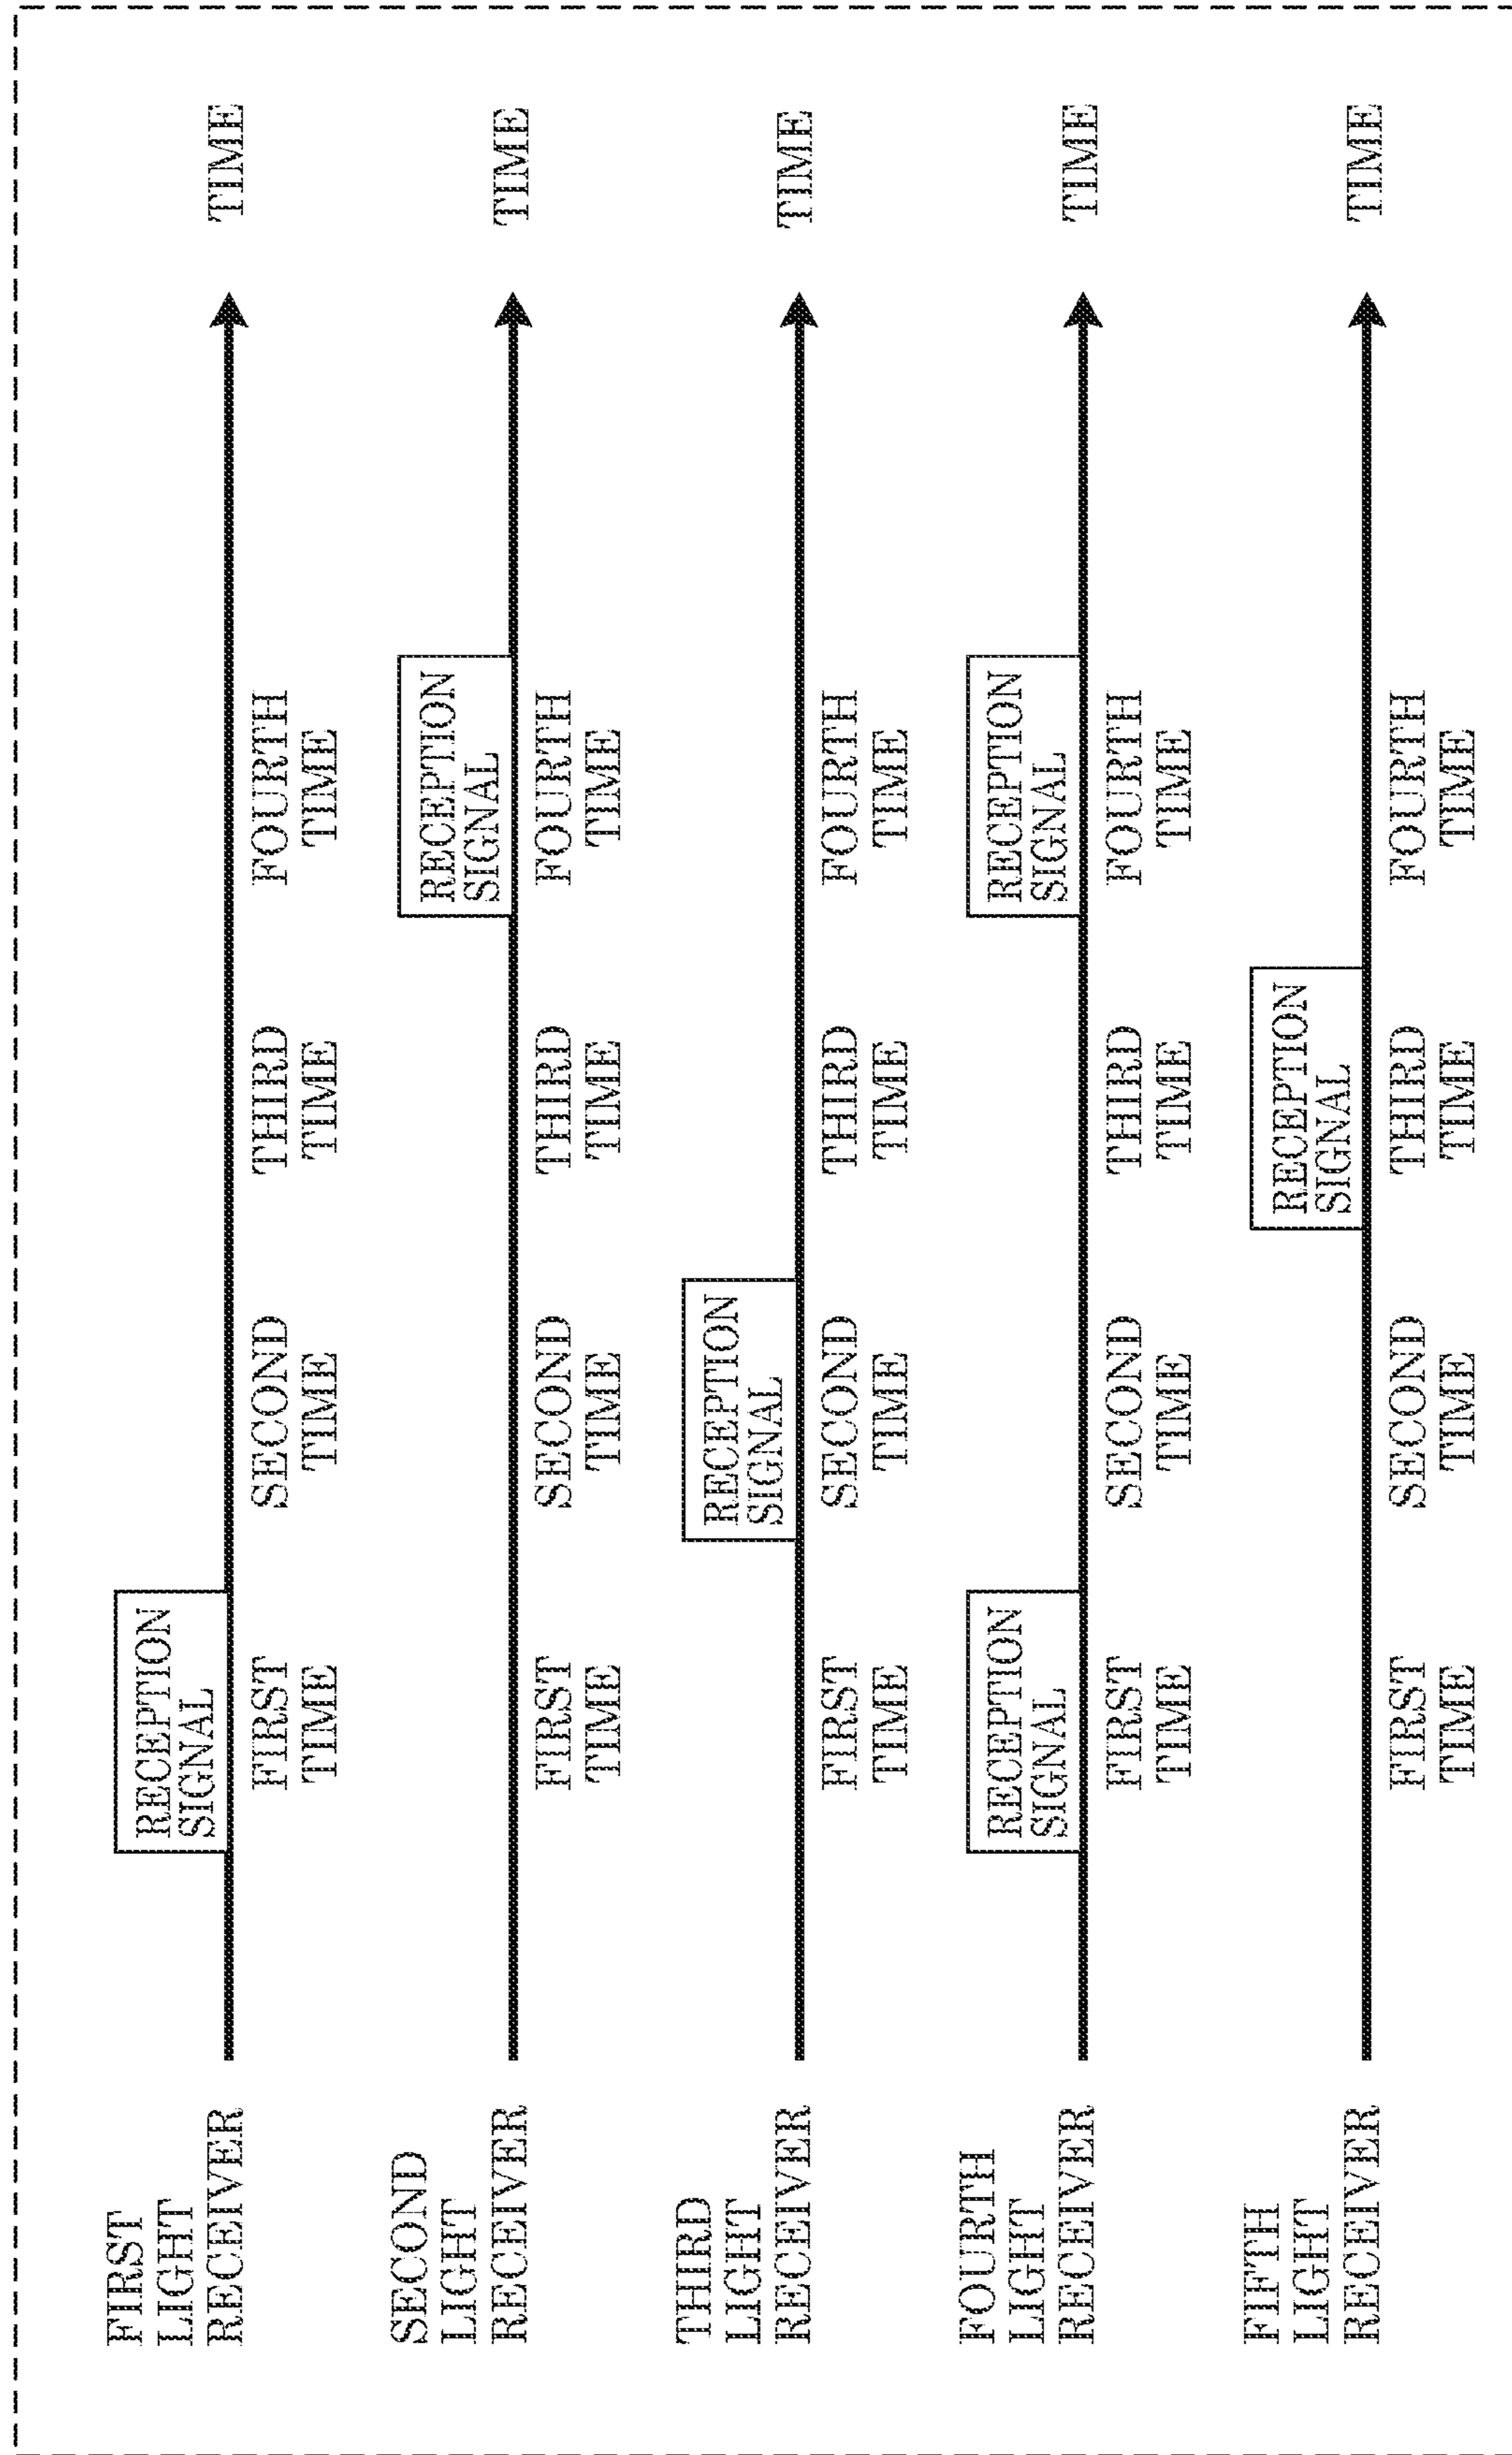 FIRST
LIGHT
RECEIVER
RECEPTION
SIGNAL
FIRST
TIME
SECOND
TIME
THIRD
TIME
FOURTH
TIME
TIME
SECOND
LIGHT
RECEIVER
FIRST
TIME
SECOND
TIME
THIRD
TIME
RECEPTION
SIGNAL
FOURTH
TIME
TIME
THIRD
LIGHT
RECEIVER
FIRST
TIME
RECEPTION
SIGNAL
SECOND
TIME
THIRD
TIME
FOURTH
TIME
TIME
FOURTH
LIGHT
RECEIVER
RECEPTION
SIGNAL
FIRST
TIME
SECOND
TIME
THIRD
TIME
RECEPTION
SIGNAL
FOURTH
TIME
TIME
FIFTH
LIGHT
RECEIVER
FIRST
TIME
SECOND
TIME
RECEPTION
SIGNAL
THIRD
TIME
FOURTH
TIME
TIME